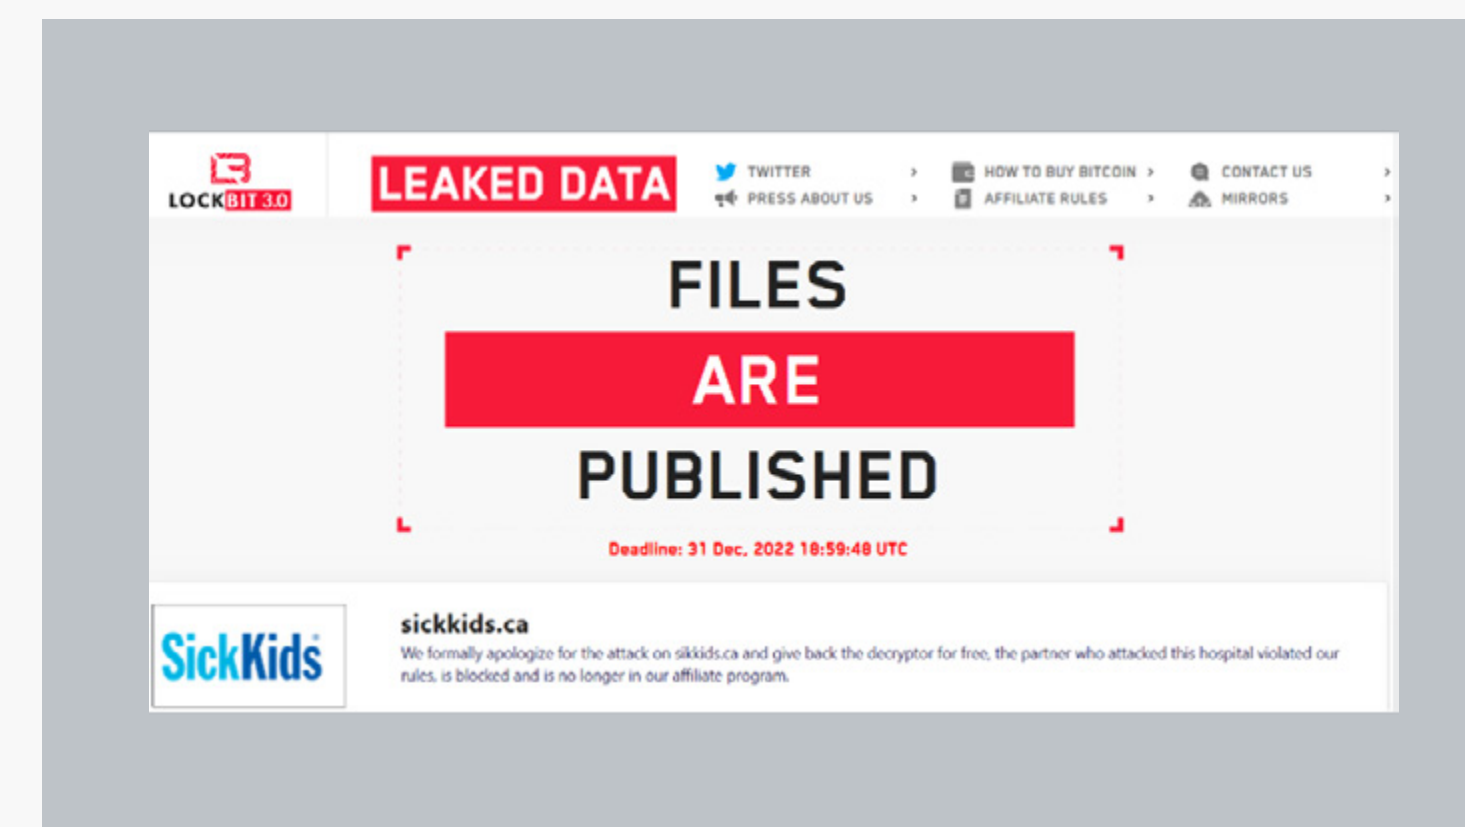 LOCKBIT 3.0
LEAKED DATA
TWITTER >
PRESS ABOUT US >
HOW TO BUY BITCOIN >
AFFILIATE RULES >
CONTACT US >
MIRRORS >
FILES
ARE
PUBLISHED
Deadline: 31 Dec, 2022 18:59:48 UTC
SickKids
sickkids.ca
We formally apologize for the attack on sikkids.ca and give back the decryptor for free, the partner who attacked this hospital violated our
rules, is blocked and is no longer in our affiliate program.